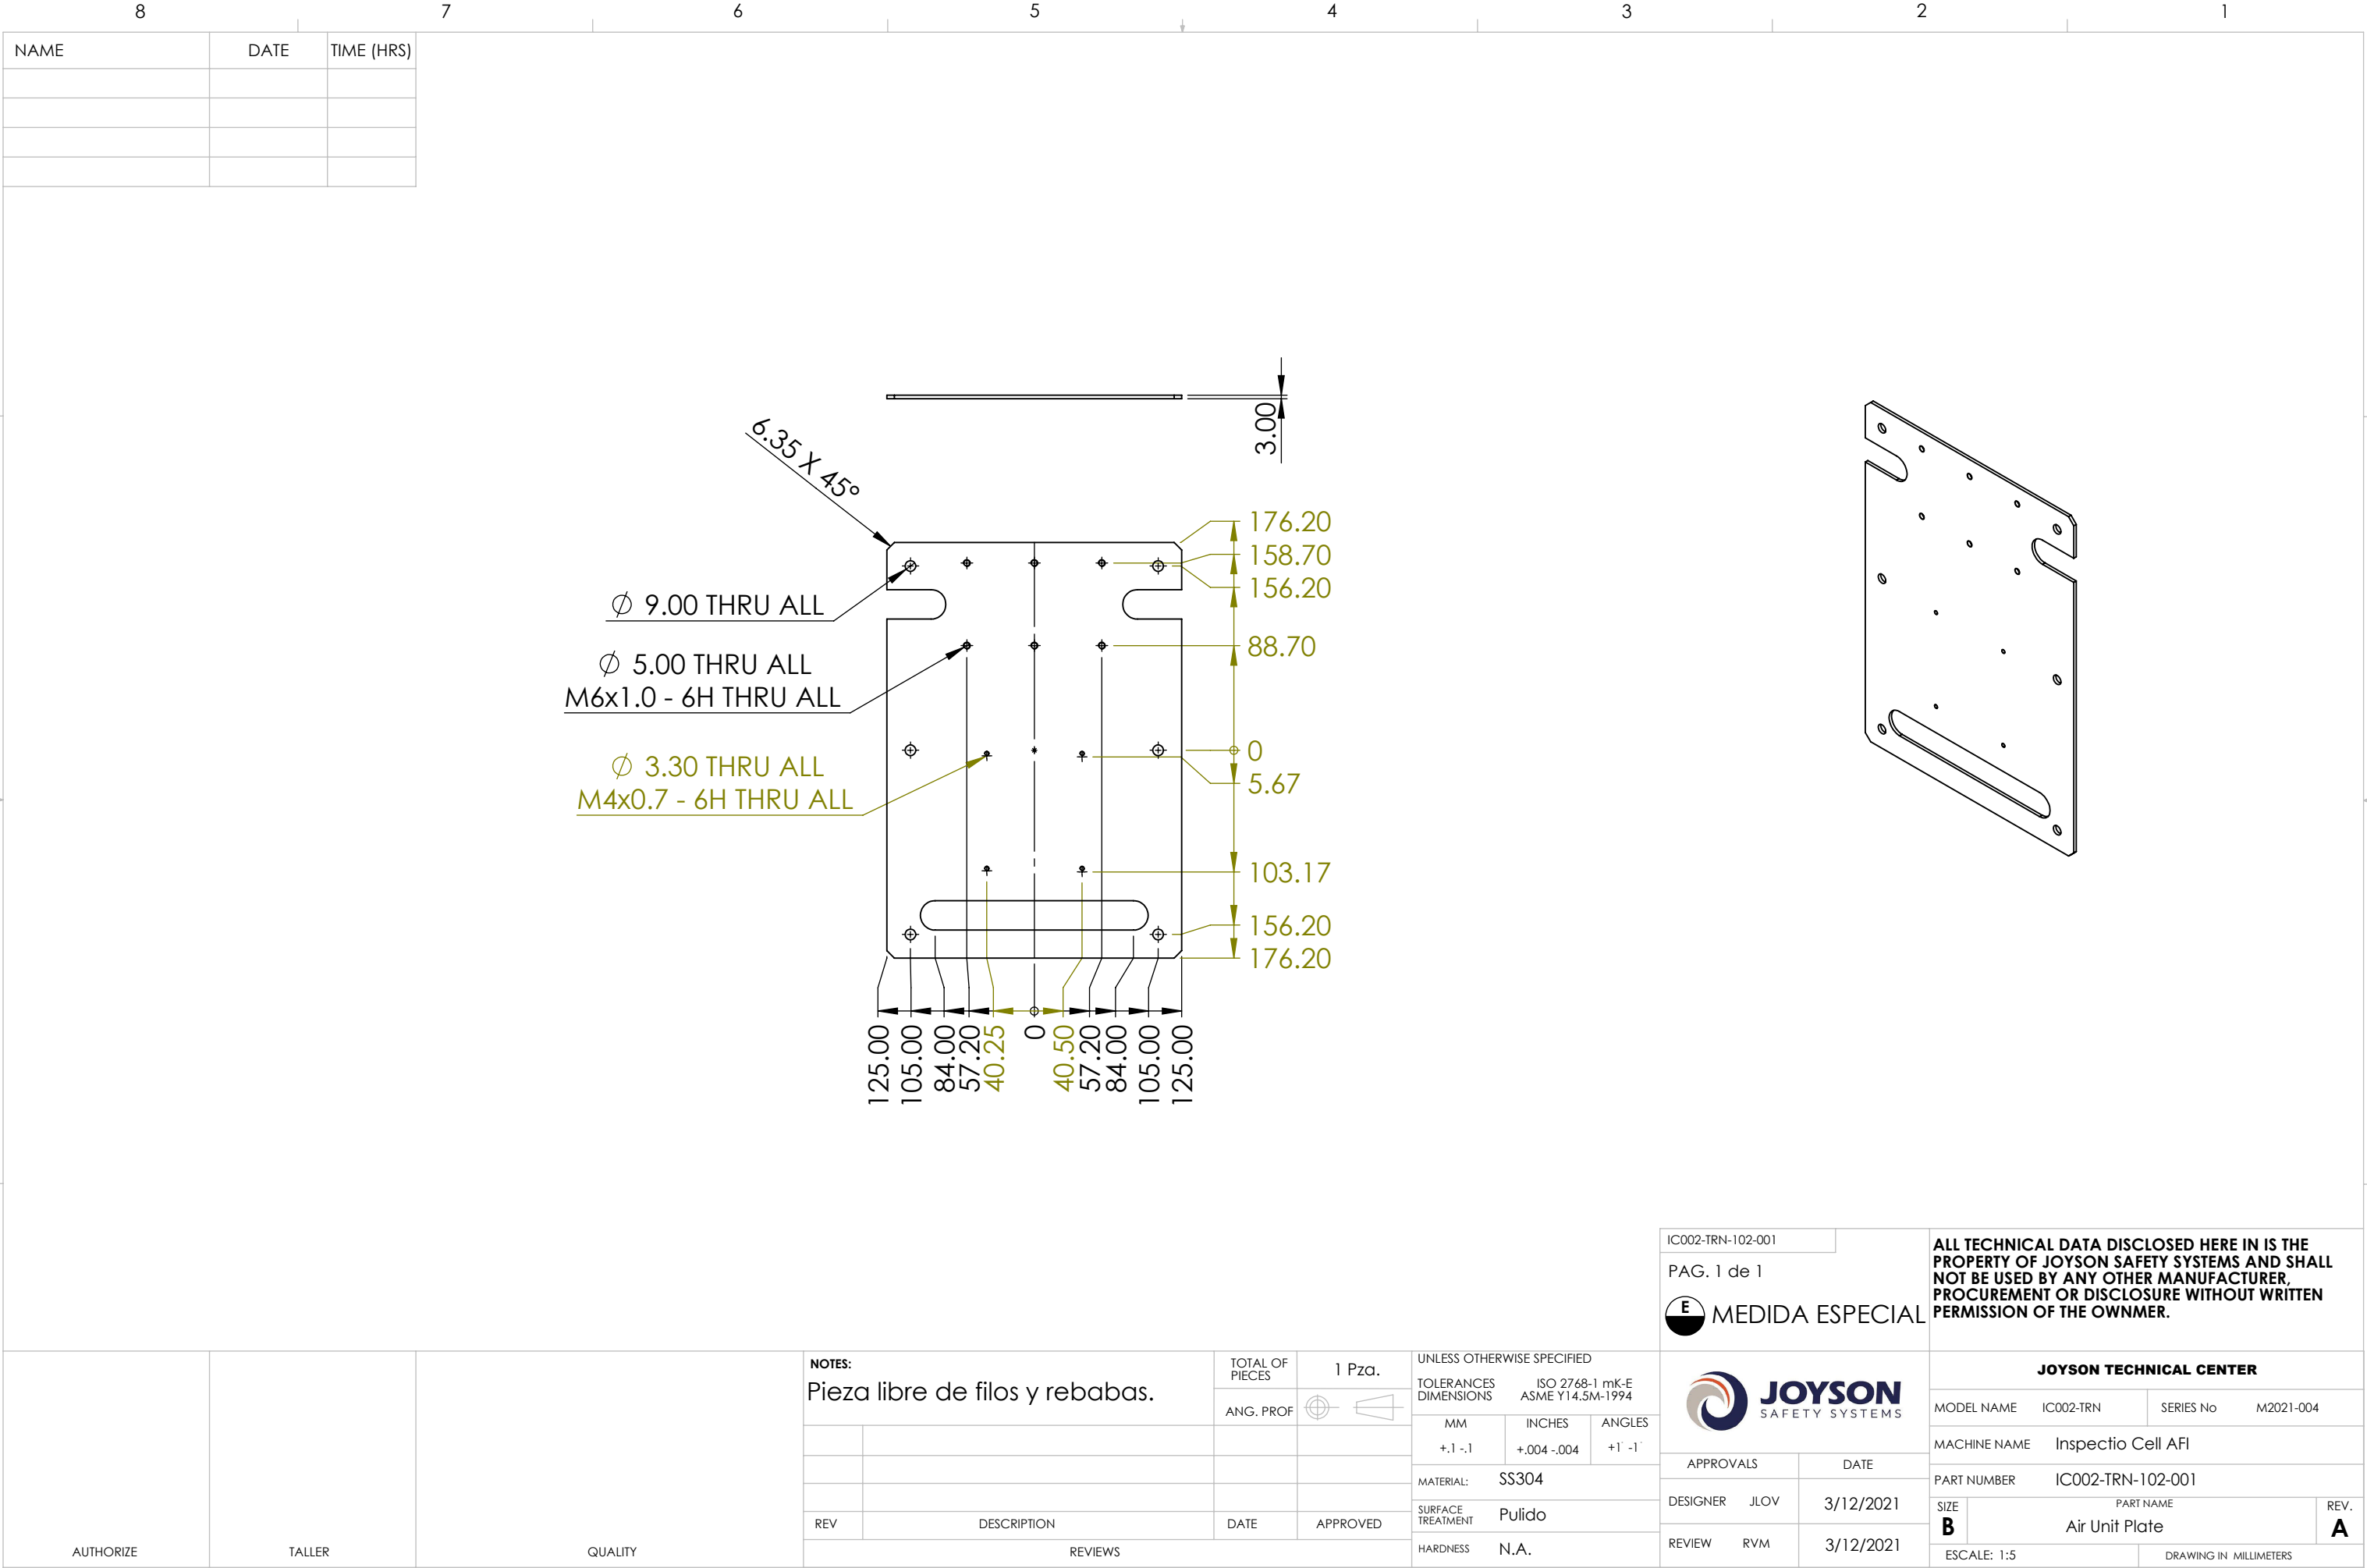 8 7 6 5 4 3 2 1
NAME DATE TIME (HRS)
3.00
6.35 X 45°
176.20
158.70
156.20
88.70
0
5.67
103.17
156.20
176.20
∅ 9.00 THRU ALL
∅ 5.00 THRU ALL
M6x1.0 - 6H THRU ALL
∅ 3.30 THRU ALL
M4x0.7 - 6H THRU ALL
125.00
105.00
84.00
57.20
40.25
0
40.50
57.20
84.00
105.00
125.00
IC002-TRN-102-001
PAG. 1 de 1
E MEDIDA ESPECIAL
ALL TECHNICAL DATA DISCLOSED HERE IN IS THE
PROPERTY OF JOYSON SAFETY SYSTEMS AND SHALL
NOT BE USED BY ANY OTHER MANUFACTURER,
PROCUREMENT OR DISCLOSURE WITHOUT WRITTEN
PERMISSION OF THE OWNMER.
AUTHORIZE
TALLER
QUALITY
NOTES:
Pieza libre de filos y rebabas.
REV DESCRIPTION DATE APPROVED
REVIEWS
TOTAL OF
PIECES
1 Pza.
ANG. PROF
UNLESS OTHERWISE SPECIFIED
TOLERANCES ISO 2768-1 mK-E
DIMENSIONS ASME Y14.5M-1994
MM INCHES ANGLES
+.1 -.1 +.004 -.004 +1° -1°
MATERIAL: SS304
SURFACE
TREATMENT
Pulido
HARDNESS N.A.
JOYSON
SAFETY SYSTEMS
APPROVALS DATE
DESIGNER JLOV 3/12/2021
REVIEW RVM 3/12/2021
JOYSON TECHNICAL CENTER
MODEL NAME IC002-TRN SERIES No M2021-004
MACHINE NAME Inspectio Cell AFI
PART NUMBER IC002-TRN-102-001
SIZE PART NAME REV.
B Air Unit Plate A
ESCALE: 1:5 DRAWING IN MILLIMETERS